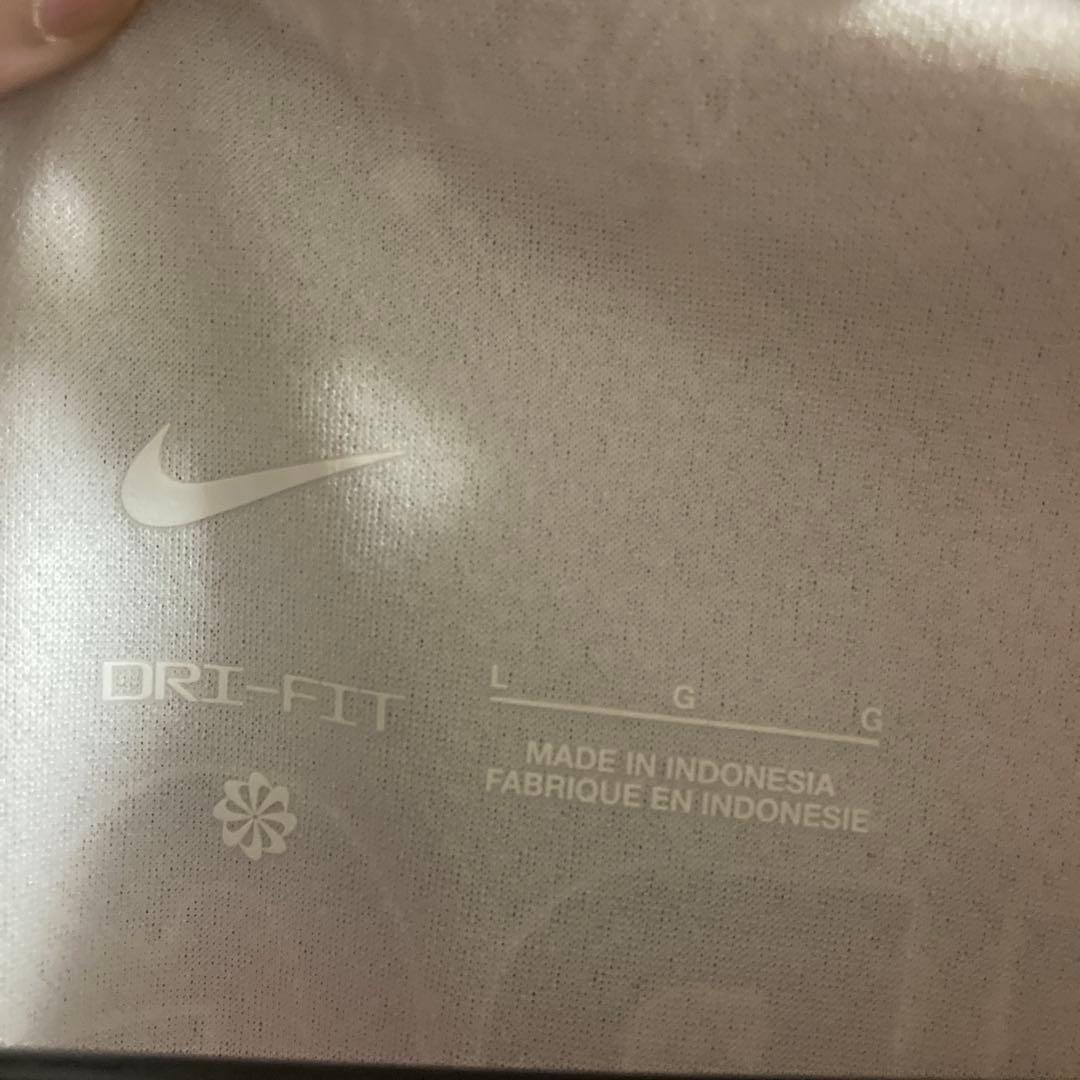 DRI-FIT
L G G
MADE IN INDONESIA
FABRIQUE EN INDONESIE